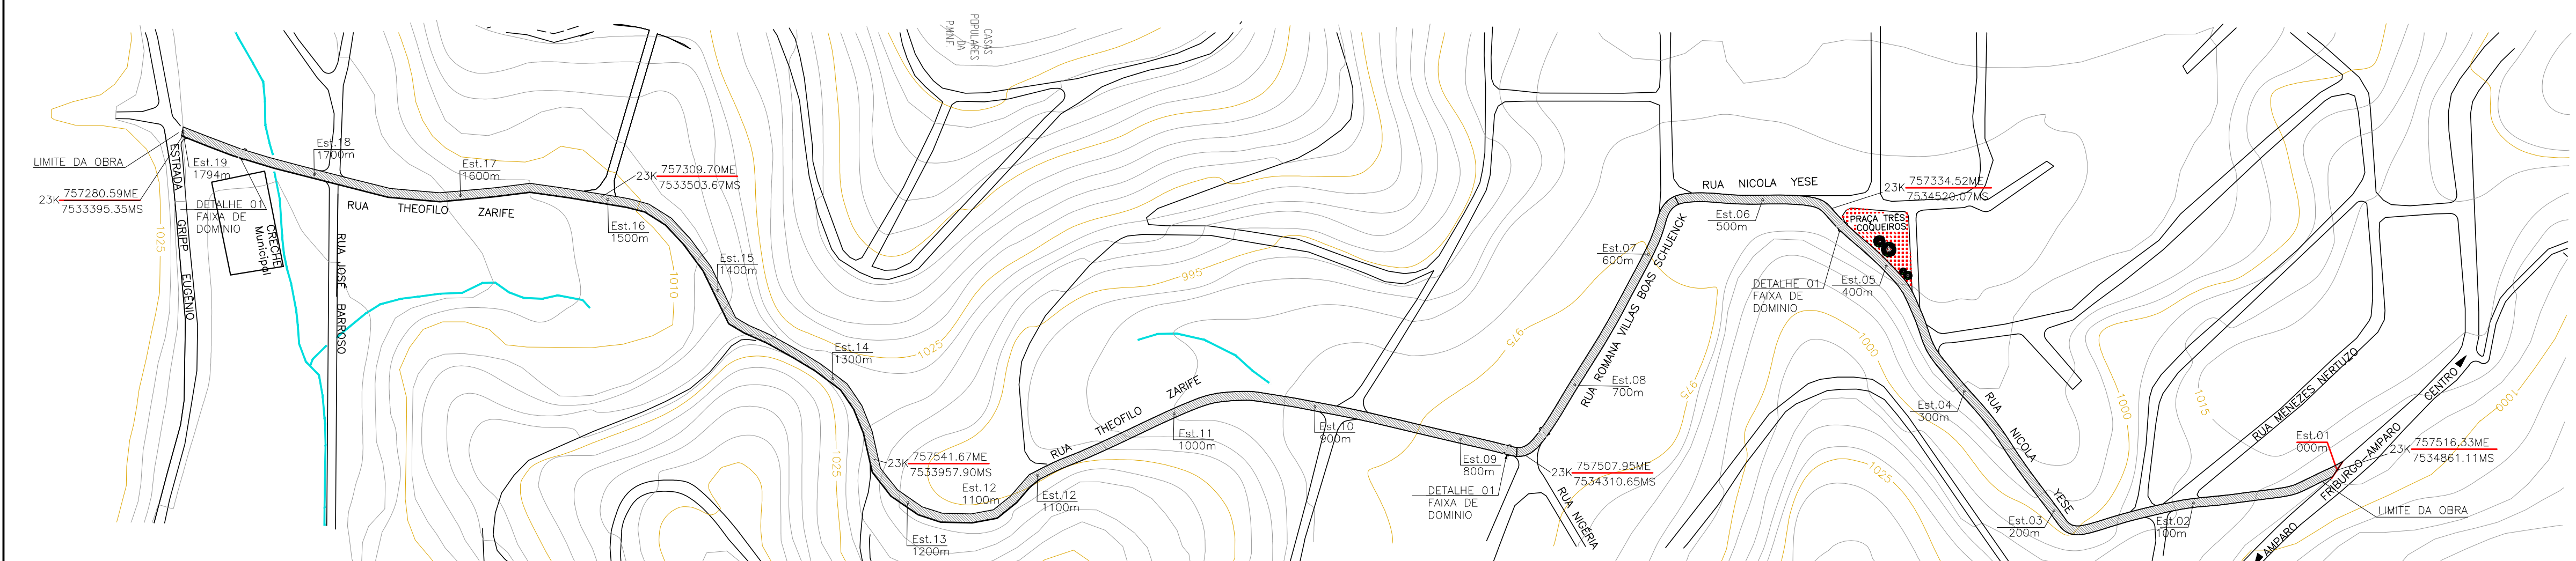 CASAS
POPULARES
DA
P.M.N.F.
LIMITE DA OBRA
23K
757280.59ME
7533395.35MS
1025
ESTRADA GRIPP EUGÊNIO
Est.19
1794m
DETALHE 01
FAIXA DE
DOMINIO
CRECHE
Municipal
Est.18
1700m
RUA JOSÉ BARROSO
RUA THEOFILO ZARIFE
Est.17
1600m
23K
757309.70ME
7533503.67MS
Est.16
1500m
1010
Est.15
1400m
Est.14
1300m
1025
1025
23K
757541.67ME
7533957.90MS
Est.13
1200m
Est.12
1100m
Est.12
1100m
RUA THEOFILO ZARIFE
995
Est.11
1000m
Est.10
900m
Est.09
800m
DETALHE 01
FAIXA DE
DOMINIO
23K
757507.95ME
7534310.65MS
RUA NIGÉRIA
975
Est.08
700m
RUA ROMANA VILLAS BOAS SCHUENCK
Est.07
600m
975
RUA NICOLA YESE
Est.06
500m
23K
757334.52ME
7534520.07MS
PRAÇA TRÊS
COQUEIROS
DETALHE 01
FAIXA DE
DOMINIO
Est.05
400m
1000
Est.04
300m
RUA NICOLA YESE
1025
Est.03
200m
1000
1015
Est.02
100m
RUA MENEZES NERTUZO
Est.01
000m
23K
757516.33ME
7534861.11MS
CENTRO
FRIBURGO-AMPARO
AMPARO
LIMITE DA OBRA
1000